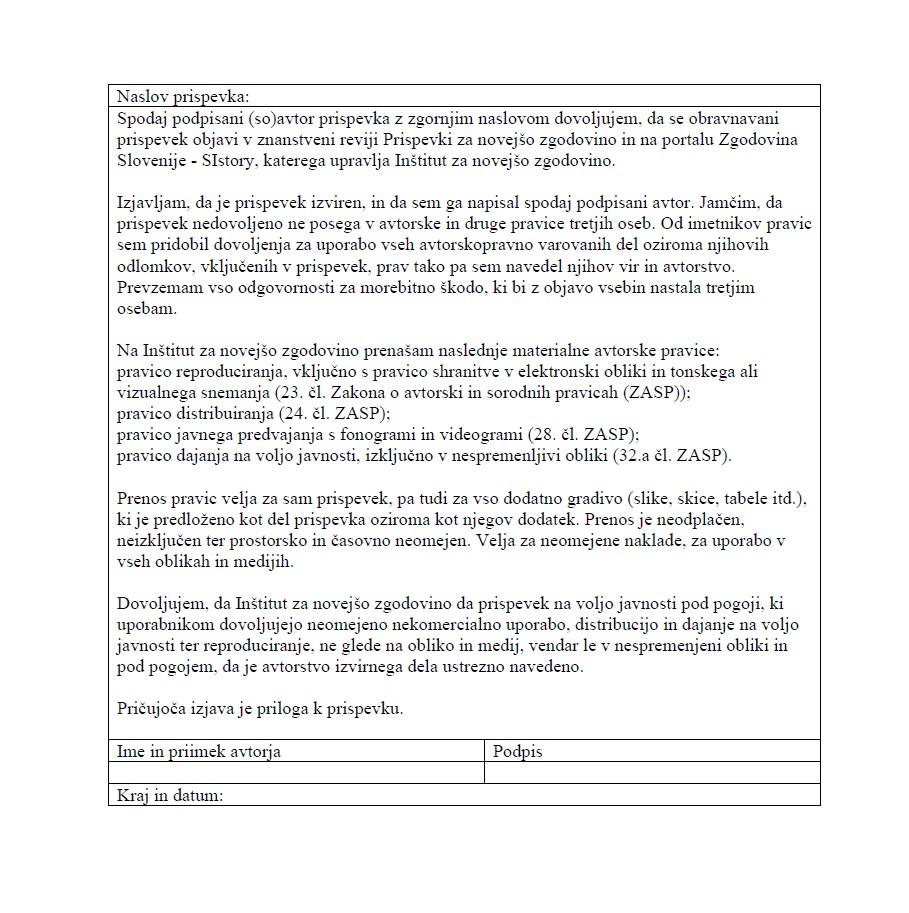 Naslov prispevka:
Spodaj podpisani (so)avtor prispevka z zgornjim naslovom dovoljujem, da se obravnavani
prispevek objavi v znanstveni reviji Prispevki za novejšo zgodovino in na portalu Zgodovina
Slovenije - SIstory, katerega upravlja Inštitut za novejšo zgodovino.
Izjavljam, da je prispevek izviren, in da sem ga napisal spodaj podpisani avtor. Jamčim, da
prispevek nedovoljeno ne posega v avtorske in druge pravice tretjih oseb. Od imetnikov pravic
sem pridobil dovoljenja za uporabo vseh avtorskopravno varovanih del oziroma njihovih
odlomkov, vključenih v prispevek, prav tako pa sem navedel njihov vir in avtorstvo.
Prevzemam vso odgovornosti za morebitno škodo, ki bi z objavo vsebin nastala tretjim
osebam.
Na Inštitut za novejšo zgodovino prenašam naslednje materialne avtorske pravice:
pravico reproduciranja, vključno s pravico shranitve v elektronski obliki in tonskega ali
vizualnega snemanja (23. čl. Zakona o avtorski in sorodnih pravicah (ZASP));
pravico distribuiranja (24. čl. ZASP);
pravico javnega predvajanja s fonogrami in videogrami (28. čl. ZASP);
pravico dajanja na voljo javnosti, izključno v nespremenljivi obliki (32.a čl. ZASP).
Prenos pravic velja za sam prispevek, pa tudi za vso dodatno gradivo (slike, skice, tabele itd.),
ki je predloženo kot del prispevka oziroma kot njegov dodatek. Prenos je neodplačen,
neizključen ter prostorsko in časovno neomejen. Velja za neomejene naklade, za uporabo v
vseh oblikah in medijih.
Dovoljujem, da Inštitut za novejšo zgodovino da prispevek na voljo javnosti pod pogoji, ki
uporabnikom dovoljujejo neomejeno nekomercialno uporabo, distribucijo in dajanje na voljo
javnosti ter reproduciranje, ne glede na obliko in medij, vendar le v nespremenjeni obliki in
pod pogojem, da je avtorstvo izvirnega dela ustrezno navedeno.
Pričujoča izjava je priloga k prispevku.
Ime in priimek avtorja
Podpis
Kraj in datum: